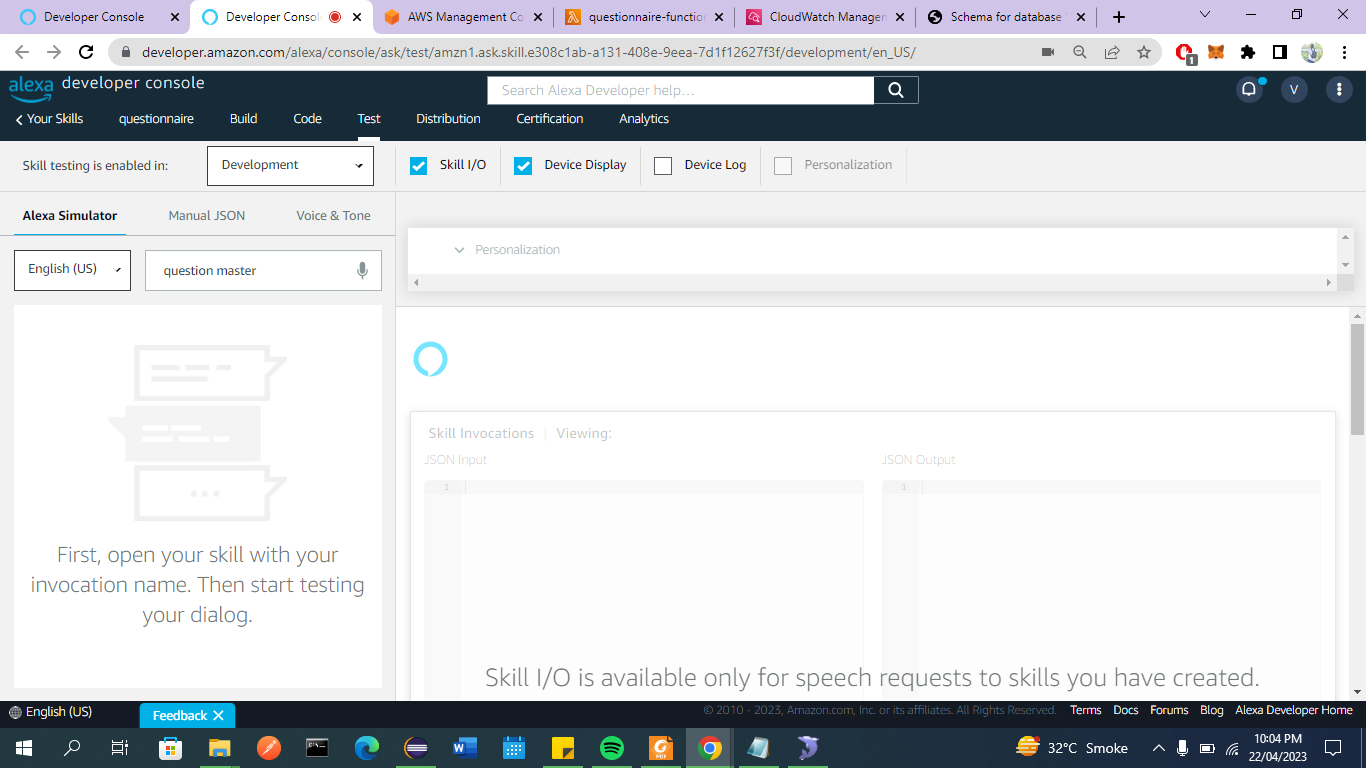 Developer Console
Developer Consol
AWS Management Co
questionnaire-function
CloudWatch Managem
Schema for database
developer.amazon.com/alexa/console/ask/test/amzn1.ask.skill.e308c1ab-a131-408e-9eea-7d1f12627f3f/development/en_US/
1
alexa developer console
Search Alexa Developer help...
V
Your Skills
questionnaire
Build
Code
Test
Distribution
Certification
Analytics
Skill testing is enabled in:
Development
Skill I/O
Device Display
Device Log
Personalization
Alexa Simulator
Manual JSON
Voice & Tone
Personalization
English (US)
question master
First, open your skill with your
invocation name. Then start testing
your dialog.
Skill Invocations | Viewing:
JSON Input
JSON Output
1
1
Skill I/O is available only for speech requests to skills you have created.
English (US)
Feedback
© 2010 - 2023, Amazon.com, Inc. or its affiliates. All Rights Reserved.
Terms
Docs
Forums
Blog
Alexa Developer Home
32°C Smoke
10:04 PM
22/04/2023